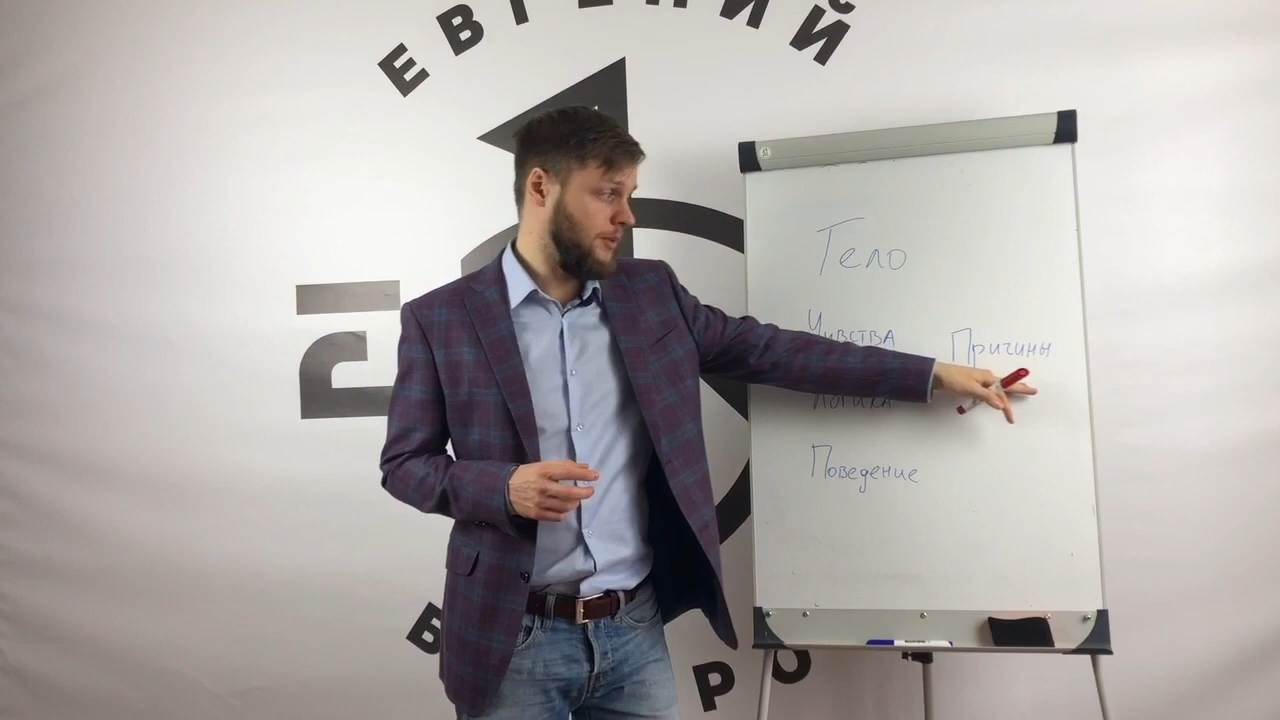 ЕВГЕНИЙ
Тело
Чувства
Причины
Логика
Поведение